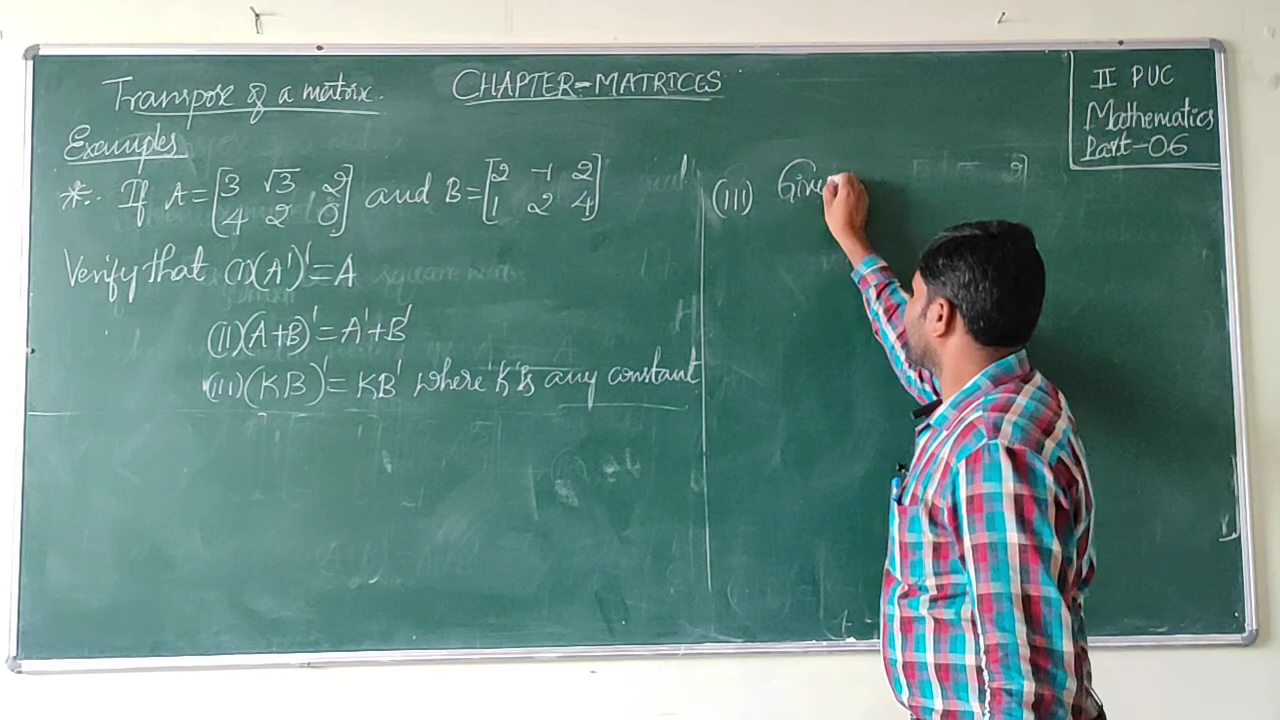 Transpose of a matrix.
CHAPTER-MATRICES
II PUC
Mathematics
Part-06
Examples
*:. If A = [3 √3 2
4 2 0] and B = [2 -1 2
1 2 4]
Verify that (I) (A')' = A
(II) (A+B)' = A' + B'
(III) (KB)' = KB' where 'K' is any constant
(III) Give